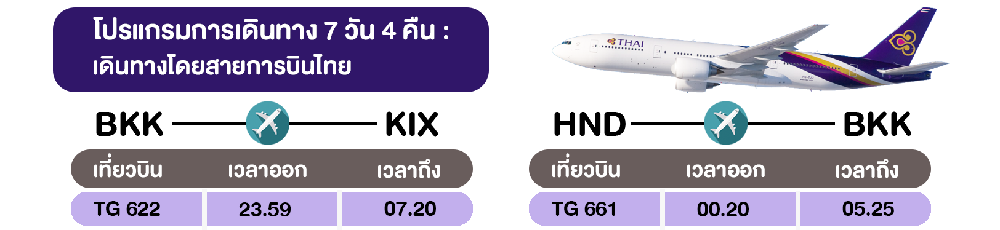 โปรแกรมการเดินทาง 7 วัน 4 คืน :
เดินทางโดยสายการบินไทย
THAI
HS-TJU
BKK KIX
เที่ยวบิน เวลาออก เวลาถึง
TG 622 23.59 07.20
HND BKK
เที่ยวบิน เวลาออก เวลาถึง
TG 661 00.20 05.25